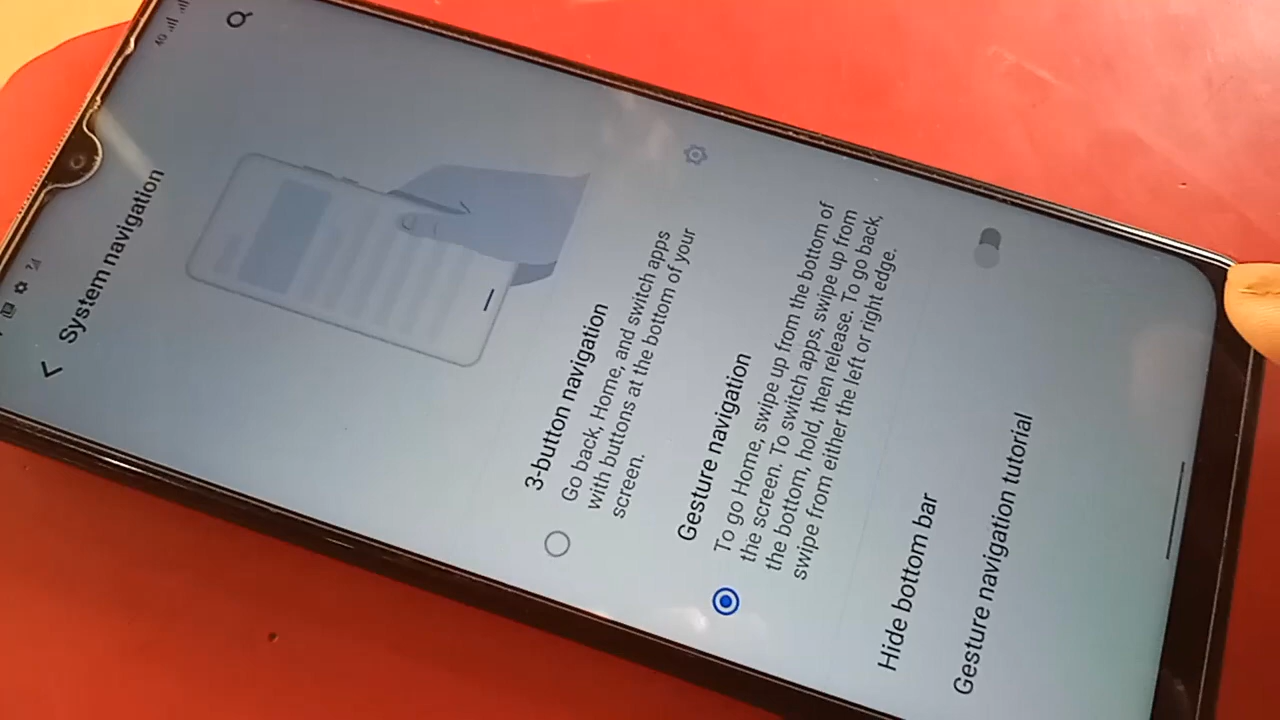 4G
System navigation
3-button navigation
Go back, Home, and switch apps
with buttons at the bottom of your
screen.
Gesture navigation
To go Home, swipe up from the bottom of
the screen. To switch apps, swipe up from
the bottom, hold, then release. To go back,
swipe from either the left or right edge.
Hide bottom bar
Gesture navigation tutorial